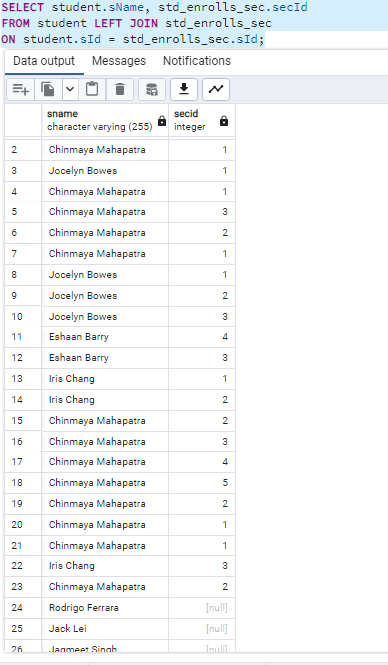 SELECT student.sName, std_enrolls_sec.secId
FROM student LEFT JOIN std_enrolls_sec
ON student.sId = std_enrolls_sec.sId;
Data output Messages Notifications
sname secid
character varying (255) integer
2 Chinmaya Mahapatra 1
3 Jocelyn Bowes 1
4 Chinmaya Mahapatra 1
5 Chinmaya Mahapatra 3
6 Chinmaya Mahapatra 2
7 Chinmaya Mahapatra 1
8 Jocelyn Bowes 1
9 Jocelyn Bowes 2
10 Jocelyn Bowes 3
11 Eshaan Barry 4
12 Eshaan Barry 3
13 Iris Chang 1
14 Iris Chang 2
15 Chinmaya Mahapatra 2
16 Chinmaya Mahapatra 3
17 Chinmaya Mahapatra 4
18 Chinmaya Mahapatra 5
19 Chinmaya Mahapatra 2
20 Chinmaya Mahapatra 1
21 Chinmaya Mahapatra 1
22 Iris Chang 3
23 Chinmaya Mahapatra 2
24 Rodrigo Ferrara [null]
25 Jack Lei [null]
26 Jagmeet Singh [null]